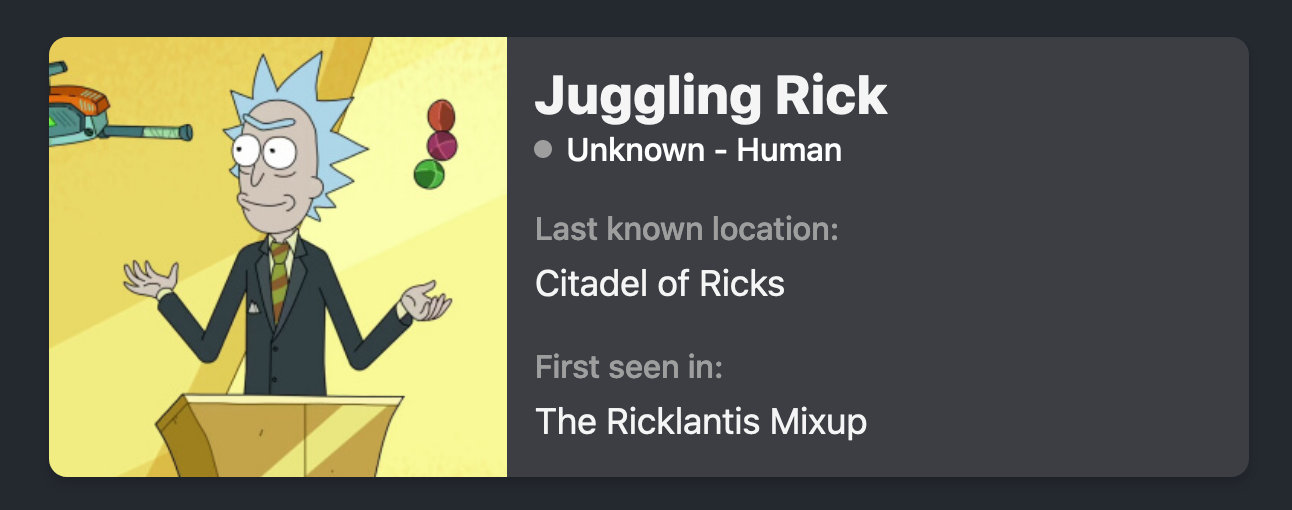 Juggling Rick
Unknown - Human
Last known location:
Citadel of Ricks
First seen in:
The Ricklantis Mixup